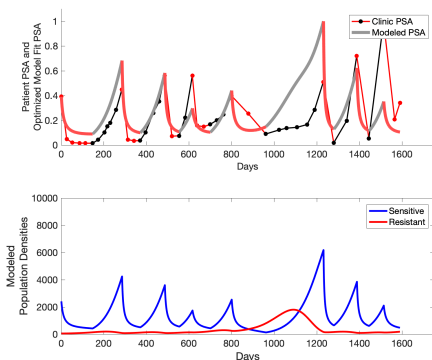 Patient PSA and
Optimized Model Fit PSA
1
0.8
0.6
0.4
0.2
0
Clinic PSA
Modeled PSA
0 200 400 600 800 1000 1200 1400 1600
Days
Modeled
Population Densities
10000
8000
6000
4000
2000
0
Sensitive
Resistant
0 200 400 600 800 1000 1200 1400 1600
Days